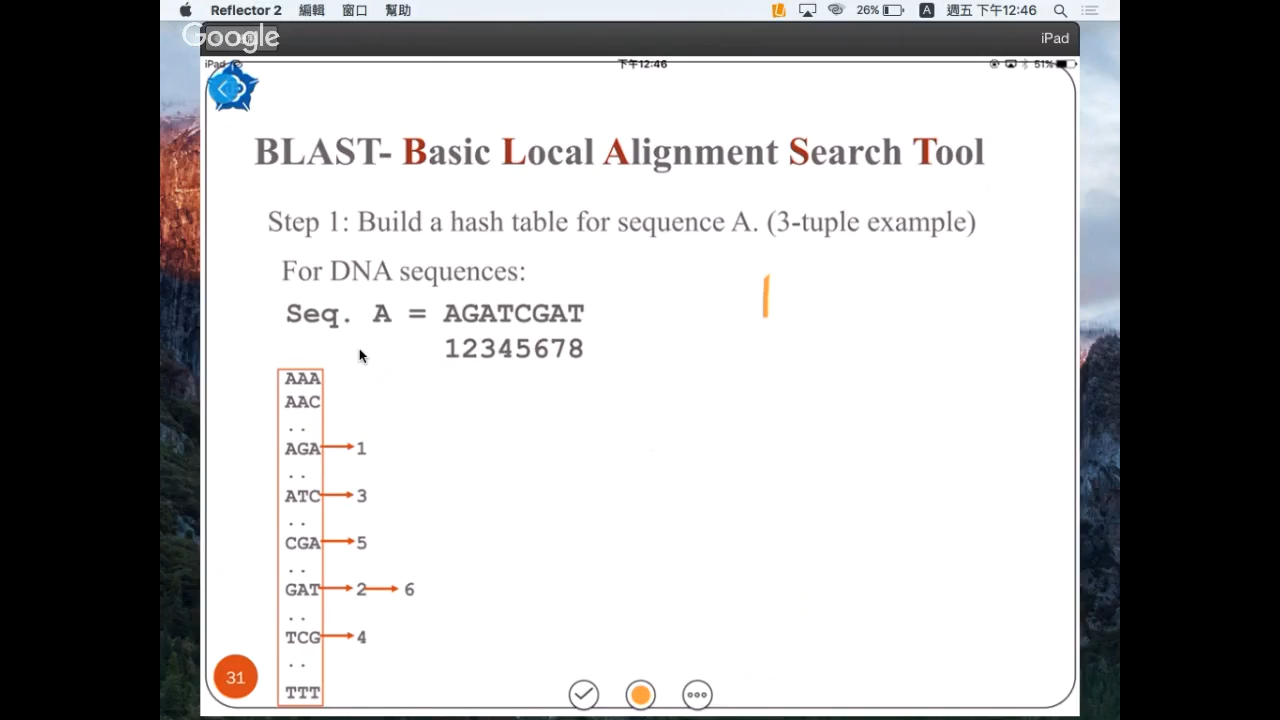 Reflector 2 編輯 窗口 幫助 26% A 週五 下午12:46
Google
iPad
iPad 下午12:46 51%
BLAST- Basic Local Alignment Search Tool
Step 1: Build a hash table for sequence A. (3-tuple example)
For DNA sequences:
Seq. A = AGATCGAT
12345678
AAA
AAC
..
AGA 1
..
ATC 3
..
CGA 5
..
GAT 2 6
..
TCG 4
..
TTT
31